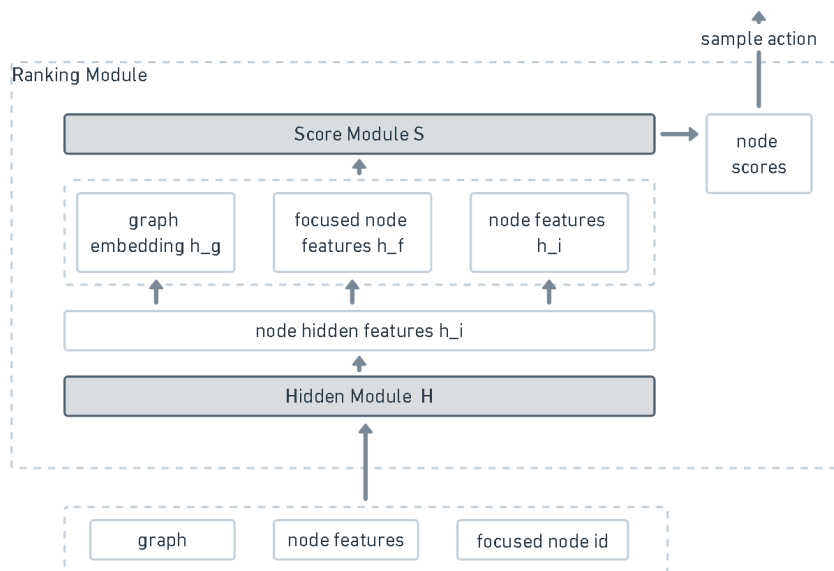 sample action
Ranking Module
Score Module S
node
scores
graph
embedding h_g
focused node
features h_f
node features
h_i
node hidden features h_i
Hidden Module H
graph
node features
focused node id